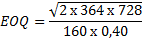 EOQ = √2 x 364 x 728
160 x 0,40